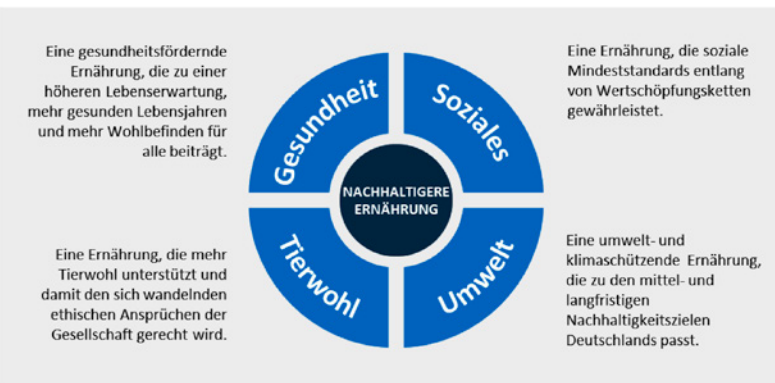 Eine gesundheitsfördernde
Ernährung, die zu einer
höheren Lebenserwartung,
mehr gesunden Lebensjahren
und mehr Wohlbefinden für
alle beiträgt.
Gesundheit
Soziales
Eine Ernährung, die soziale
Mindeststandards entlang
von Wertschöpfungsketten
gewährleistet.
NACHHALTIGERE
ERNÄHRUNG
Eine Ernährung, die mehr
Tierwohl unterstützt und
damit den sich wandelnden
ethischen Ansprüchen der
Gesellschaft gerecht wird.
Tierwohl
Umwelt
Eine umwelt- und
klimaschützende Ernährung,
die zu den mittel- und
langfristigen
Nachhaltigkeitszielen
Deutschlands passt.